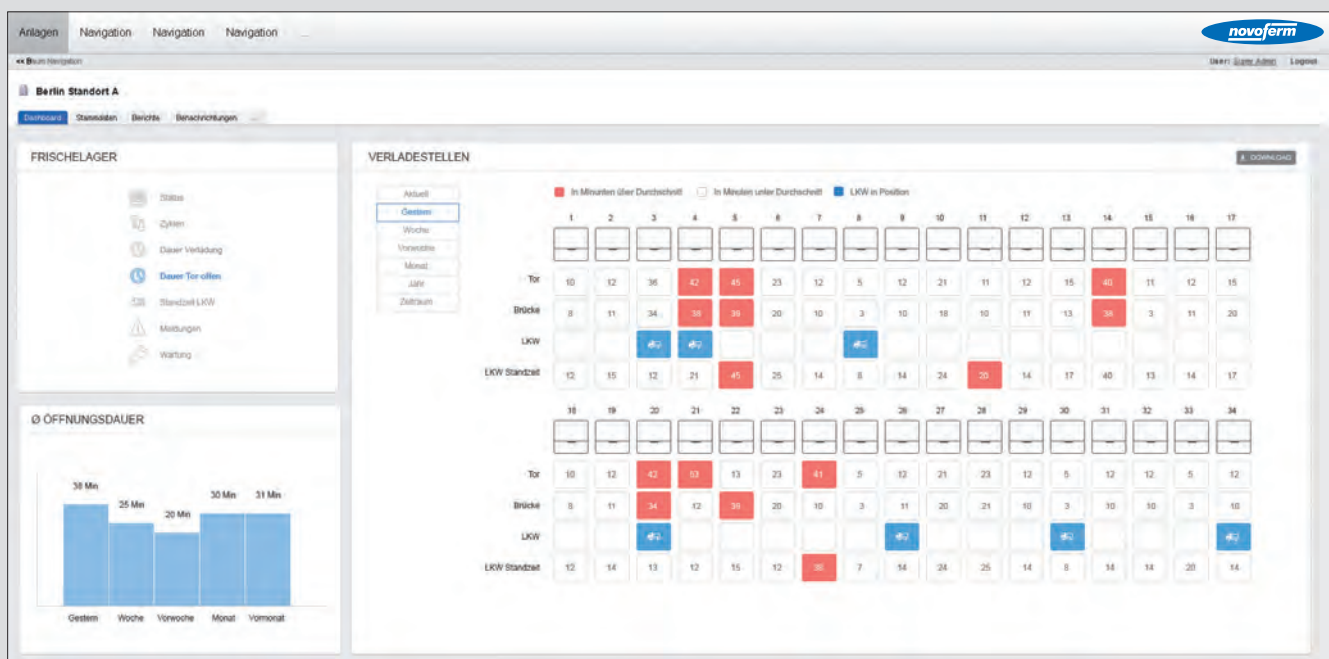 Anlagen Navigation Navigation Navigation ...
novoferm
User: Super Admin Logout
Berlin Standort A
Dashboard Stammdaten Berichte Benachrichtigungen ...
FRISCHELAGER
Status
Zyklen
Dauer Verladung
Dauer Tor offen
Standzeit LKW
Meldungen
Wartung
Ø ÖFFNUNGSDAUER
38 Min 25 Min 20 Min 30 Min 31 Min
Gestern Woche Vorwoche Monat Vormonat
VERLADESTELLEN
DOWNLOAD
Aktuell
Gestern
Woche
Vorwoche
Monat
Jahr
Zeitraum
In Minunten über Durchschnitt In Minuten unter Durchschnitt LKW in Position
1 2 3 4 5 6 7 8 9 10 11 12 13 14 15 16 17
Tor 10 12 36 42 45 23 12 5 12 21 11 12 15 40 11 12 15
Brücke 8 11 34 38 39 20 10 3 10 18 10 11 13 38 3 11 20
LKW
LKW Standzeit 12 15 12 21 45 25 14 8 14 24 20 14 17 40 13 14 17
18 19 20 21 22 23 24 25 26 27 28 29 30 31 32 33 34
Tor 10 12 42 53 13 23 41 5 12 21 23 12 5 12 12 5 12
Brücke 8 11 34 12 39 20 10 3 11 20 21 10 3 10 10 3 10
LKW
LKW Standzeit 12 14 13 12 15 12 38 7 14 24 25 14 8 14 14 20 14